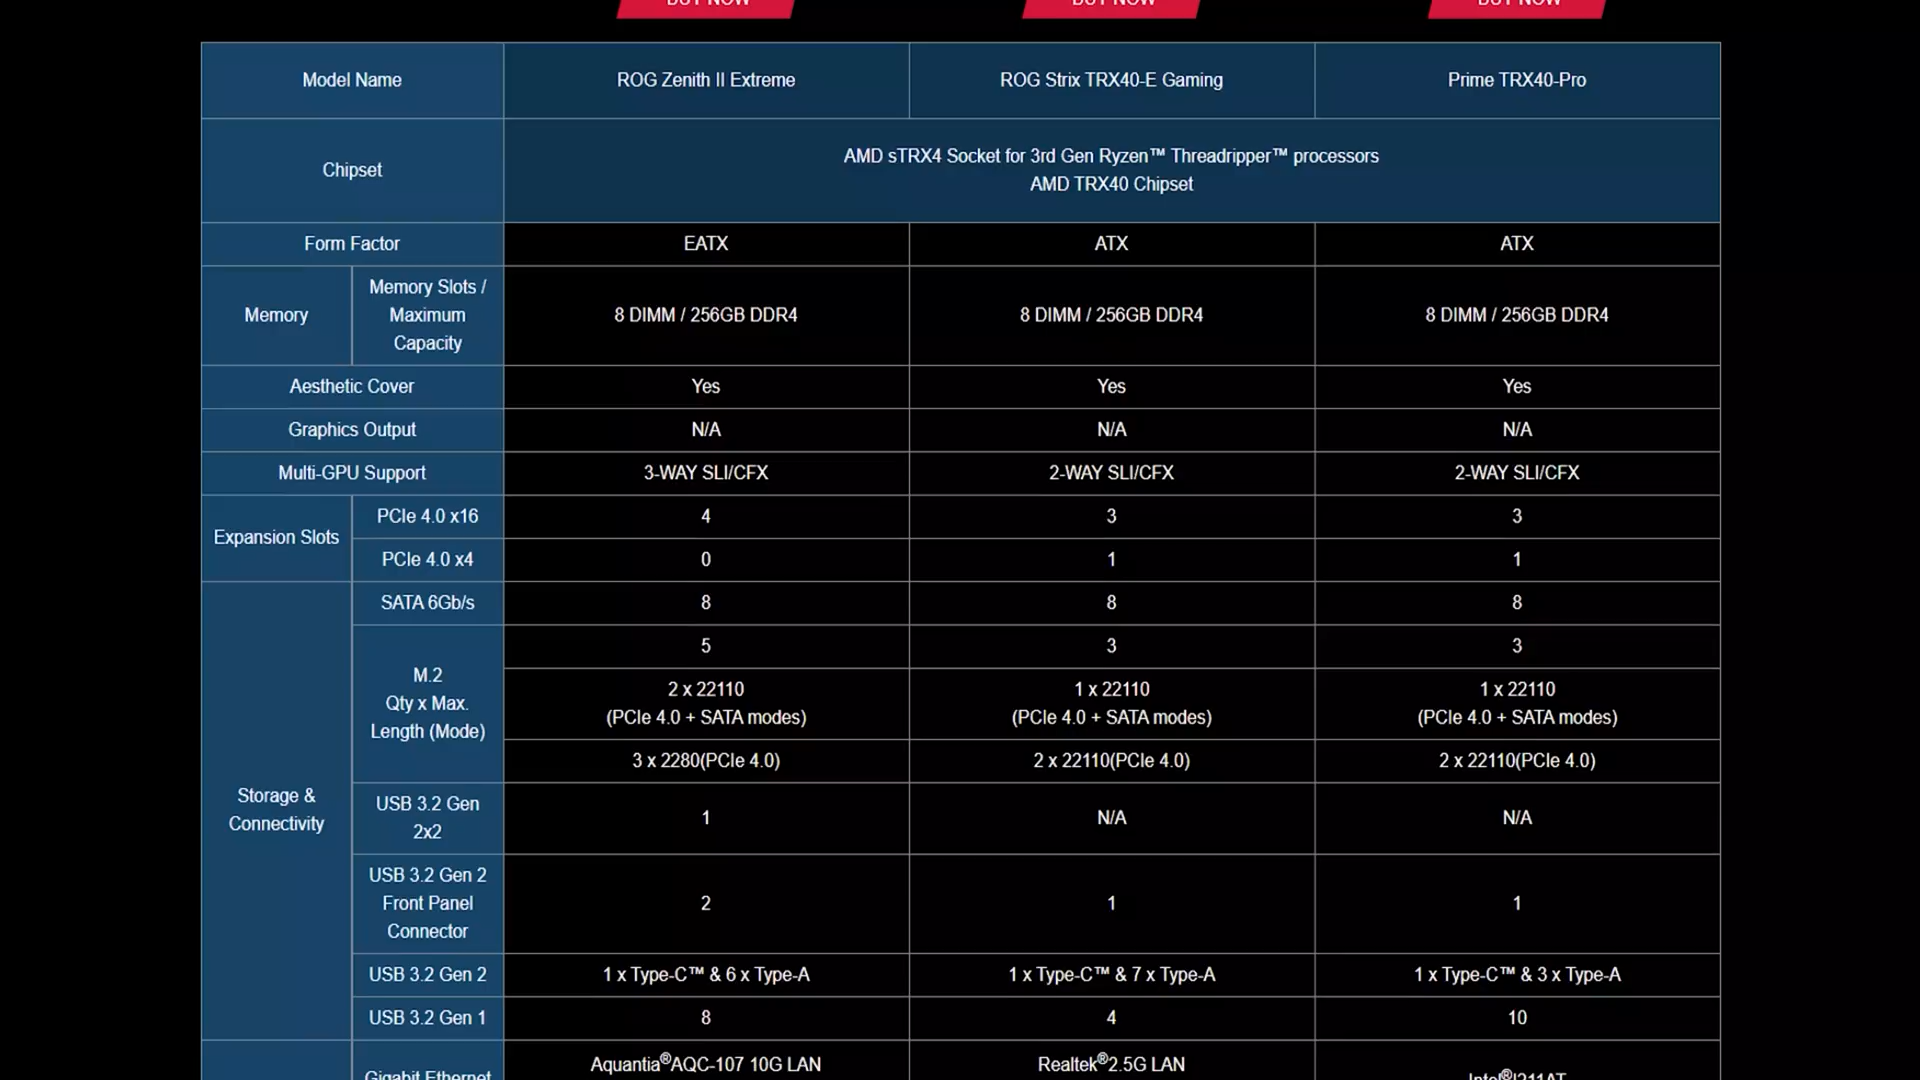 BUY NOW BUY NOW BUY NOW
Model Name ROG Zenith II Extreme ROG Strix TRX40-E Gaming Prime TRX40-Pro
Chipset
AMD sTRX4 Socket for 3rd Gen Ryzen™ Threadripper™ processors
AMD TRX40 Chipset
Form Factor EATX ATX ATX
Memory
Memory Slots /
Maximum
Capacity
8 DIMM / 256GB DDR4 8 DIMM / 256GB DDR4 8 DIMM / 256GB DDR4
Aesthetic Cover Yes Yes Yes
Graphics Output N/A N/A N/A
Multi-GPU Support 3-WAY SLI/CFX 2-WAY SLI/CFX 2-WAY SLI/CFX
Expansion Slots
PCIe 4.0 x16 4 3 3
PCIe 4.0 x4 0 1 1
Storage &
Connectivity
SATA 6Gb/s 8 8 8
M.2
Qty x Max.
Length (Mode)
5 3 3
2 x 22110 1 x 22110 1 x 22110
(PCIe 4.0 + SATA modes) (PCIe 4.0 + SATA modes) (PCIe 4.0 + SATA modes)
3 x 2280(PCIe 4.0) 2 x 22110(PCIe 4.0) 2 x 22110(PCIe 4.0)
USB 3.2 Gen
2x2
1 N/A N/A
USB 3.2 Gen 2
Front Panel
Connector
2 1 1
USB 3.2 Gen 2 1 x Type-C™ & 6 x Type-A 1 x Type-C™ & 7 x Type-A 1 x Type-C™ & 3 x Type-A
USB 3.2 Gen 1 8 4 10
Gigabit Ethernet Aquantia®AQC-107 10G LAN Realtek®2.5G LAN Intel®I211AT